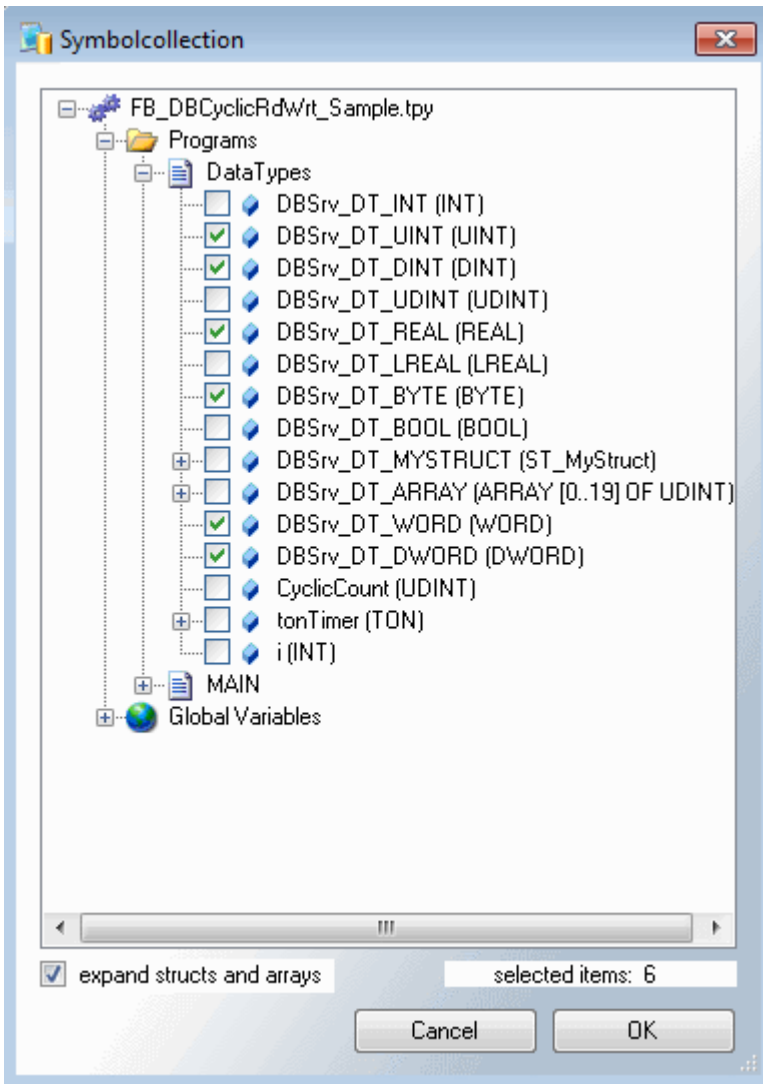 Symbolcollection
FB_DBCyclicRdWrt_Sample.tpy
Programs
DataTypes
DBSrv_DT_INT (INT)
DBSrv_DT_UINT (UINT)
DBSrv_DT_DINT (DINT)
DBSrv_DT_UDINT (UDINT)
DBSrv_DT_REAL (REAL)
DBSrv_DT_LREAL (LREAL)
DBSrv_DT_BYTE (BYTE)
DBSrv_DT_BOOL (BOOL)
DBSrv_DT_MYSTRUCT (ST_MyStruct)
DBSrv_DT_ARRAY (ARRAY [0..19] OF UDINT)
DBSrv_DT_WORD (WORD)
DBSrv_DT_DWORD (DWORD)
CyclicCount (UDINT)
tonTimer (TON)
i (INT)
MAIN
Global Variables
expand structs and arrays selected items: 6
Cancel OK